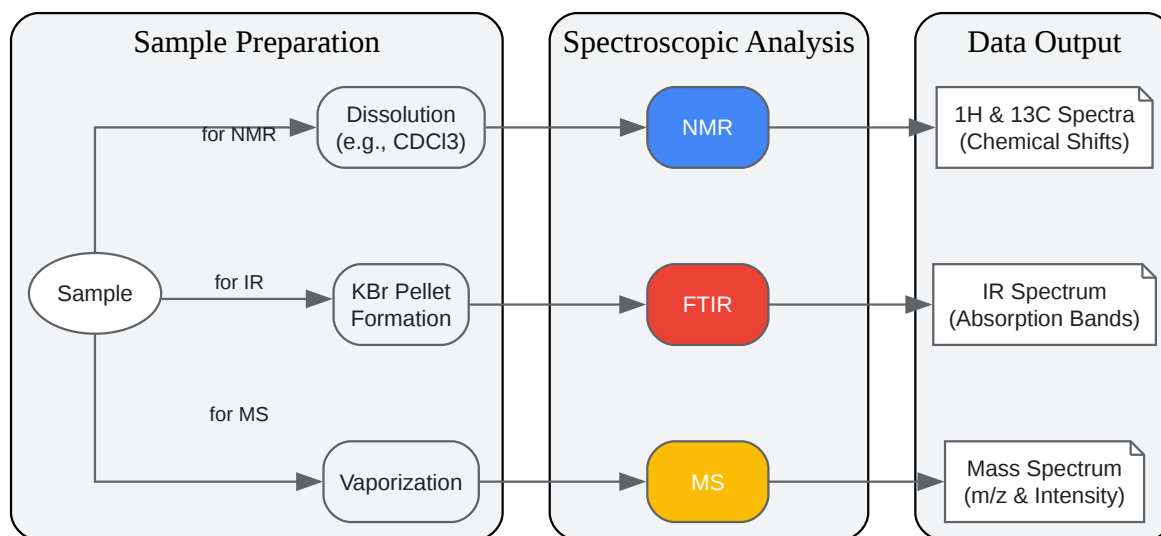 Sample Preparation
Spectroscopic Analysis
Data Output
for NMR
Dissolution
(e.g., CDCl3)
NMR
1H & 13C Spectra
(Chemical Shifts)
Sample
for IR
KBr Pellet
Formation
FTIR
IR Spectrum
(Absorption Bands)
for MS
Vaporization
MS
Mass Spectrum
(m/z & Intensity)